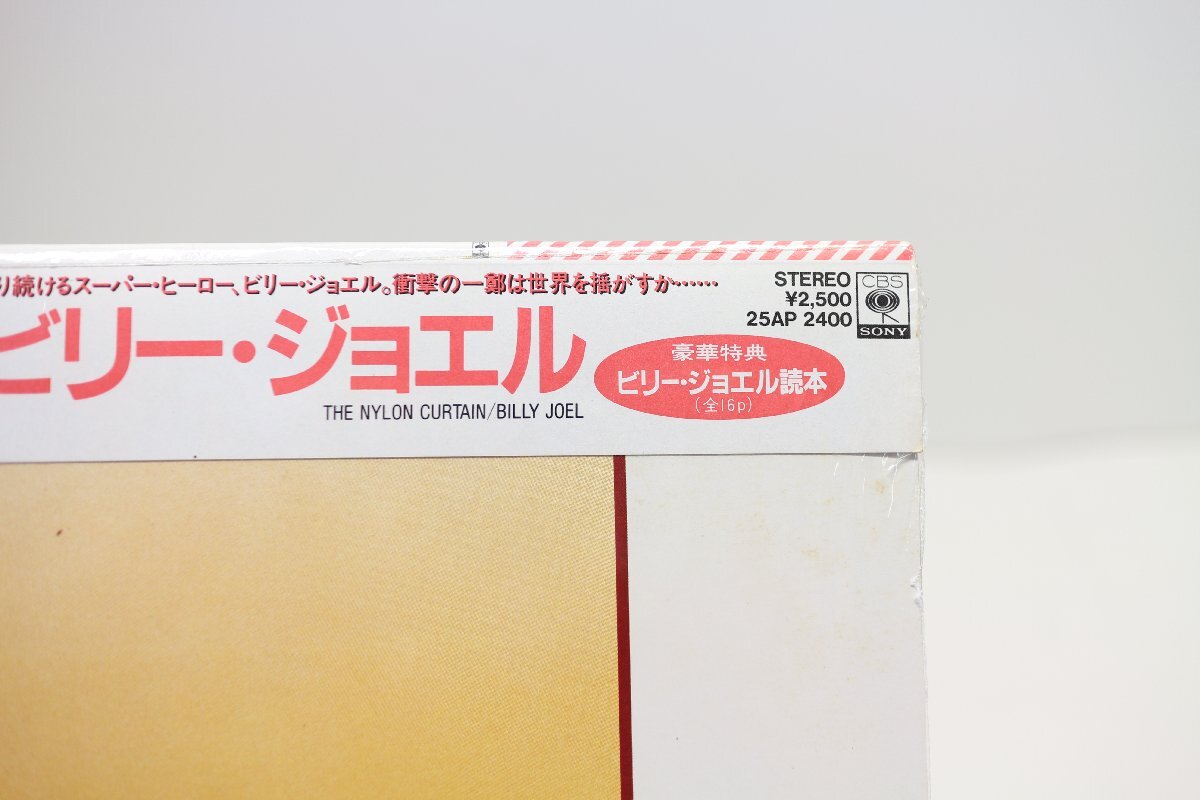 り続けるスーパー・ヒーロー、ビリー・ジョエル。衝撃の一鄭は世界を揺がすか……
ビリー・ジョエル
THE NYLON CURTAIN/BILLY JOEL
STEREO
¥2,500
25AP 2400
CBS
SONY
豪華特典
ビリー・ジョエル読本
(全16p)